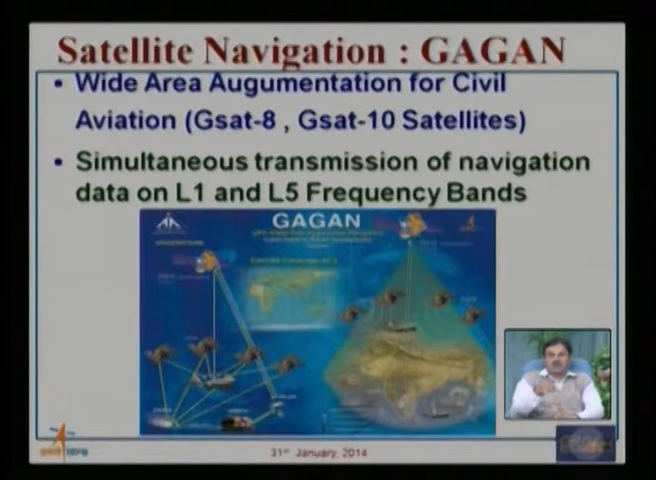 Satellite Navigation : GAGAN
• Wide Area Augumentation for Civil
Aviation (Gsat-8 , Gsat-10 Satellites)
• Simultaneous transmission of navigation
data on L1 and L5 Frequency Bands
GAGAN
31st January, 2014